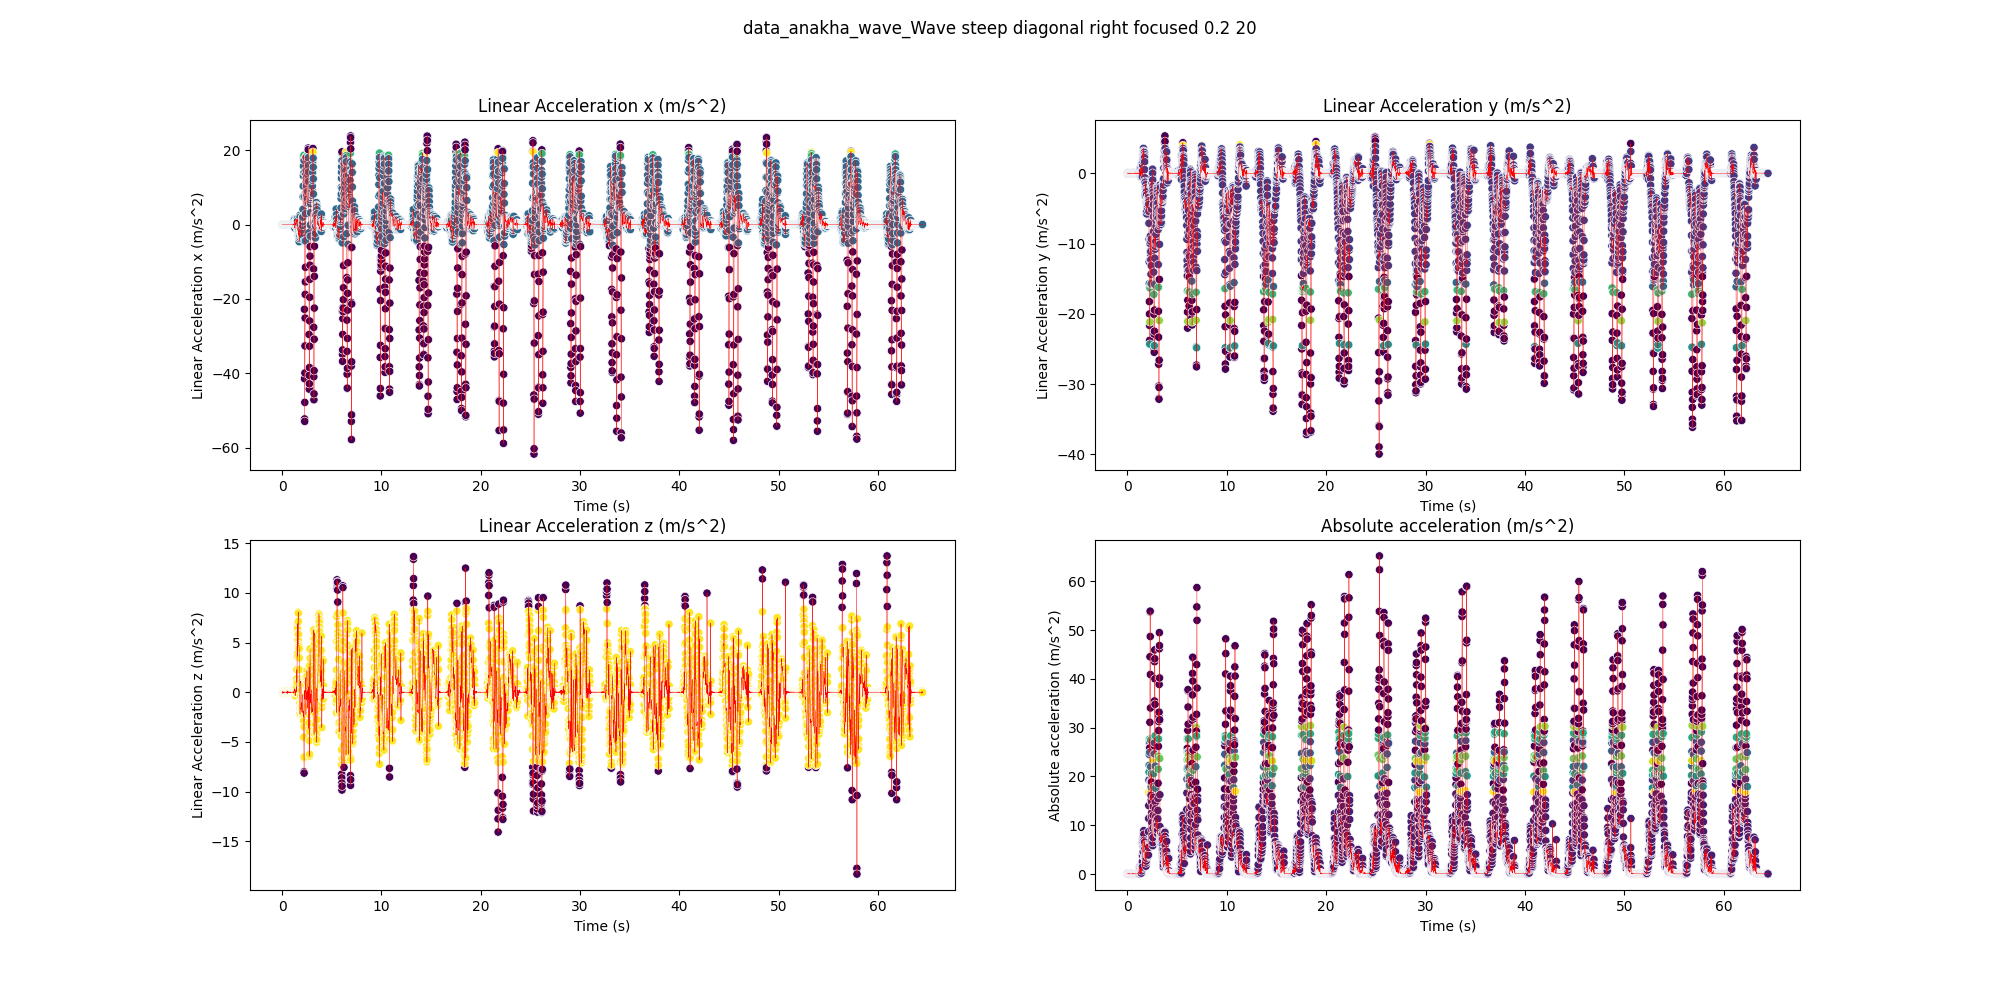 data_anakha_wave_Wave steep diagonal right focused 0.2 20
Linear Acceleration x (m/s^2)
Linear Acceleration x (m/s^2)
20
0
−20
−40
−60
0 10 20 30 40 50 60
Time (s)
Linear Acceleration y (m/s^2)
Linear Acceleration y (m/s^2)
0
−10
−20
−30
−40
0 10 20 30 40 50 60
Time (s)
Linear Acceleration z (m/s^2)
Linear Acceleration z (m/s^2)
15
10
5
0
−5
−10
−15
0 10 20 30 40 50 60
Time (s)
Absolute acceleration (m/s^2)
Absolute acceleration (m/s^2)
60
50
40
30
20
10
0
0 10 20 30 40 50 60
Time (s)